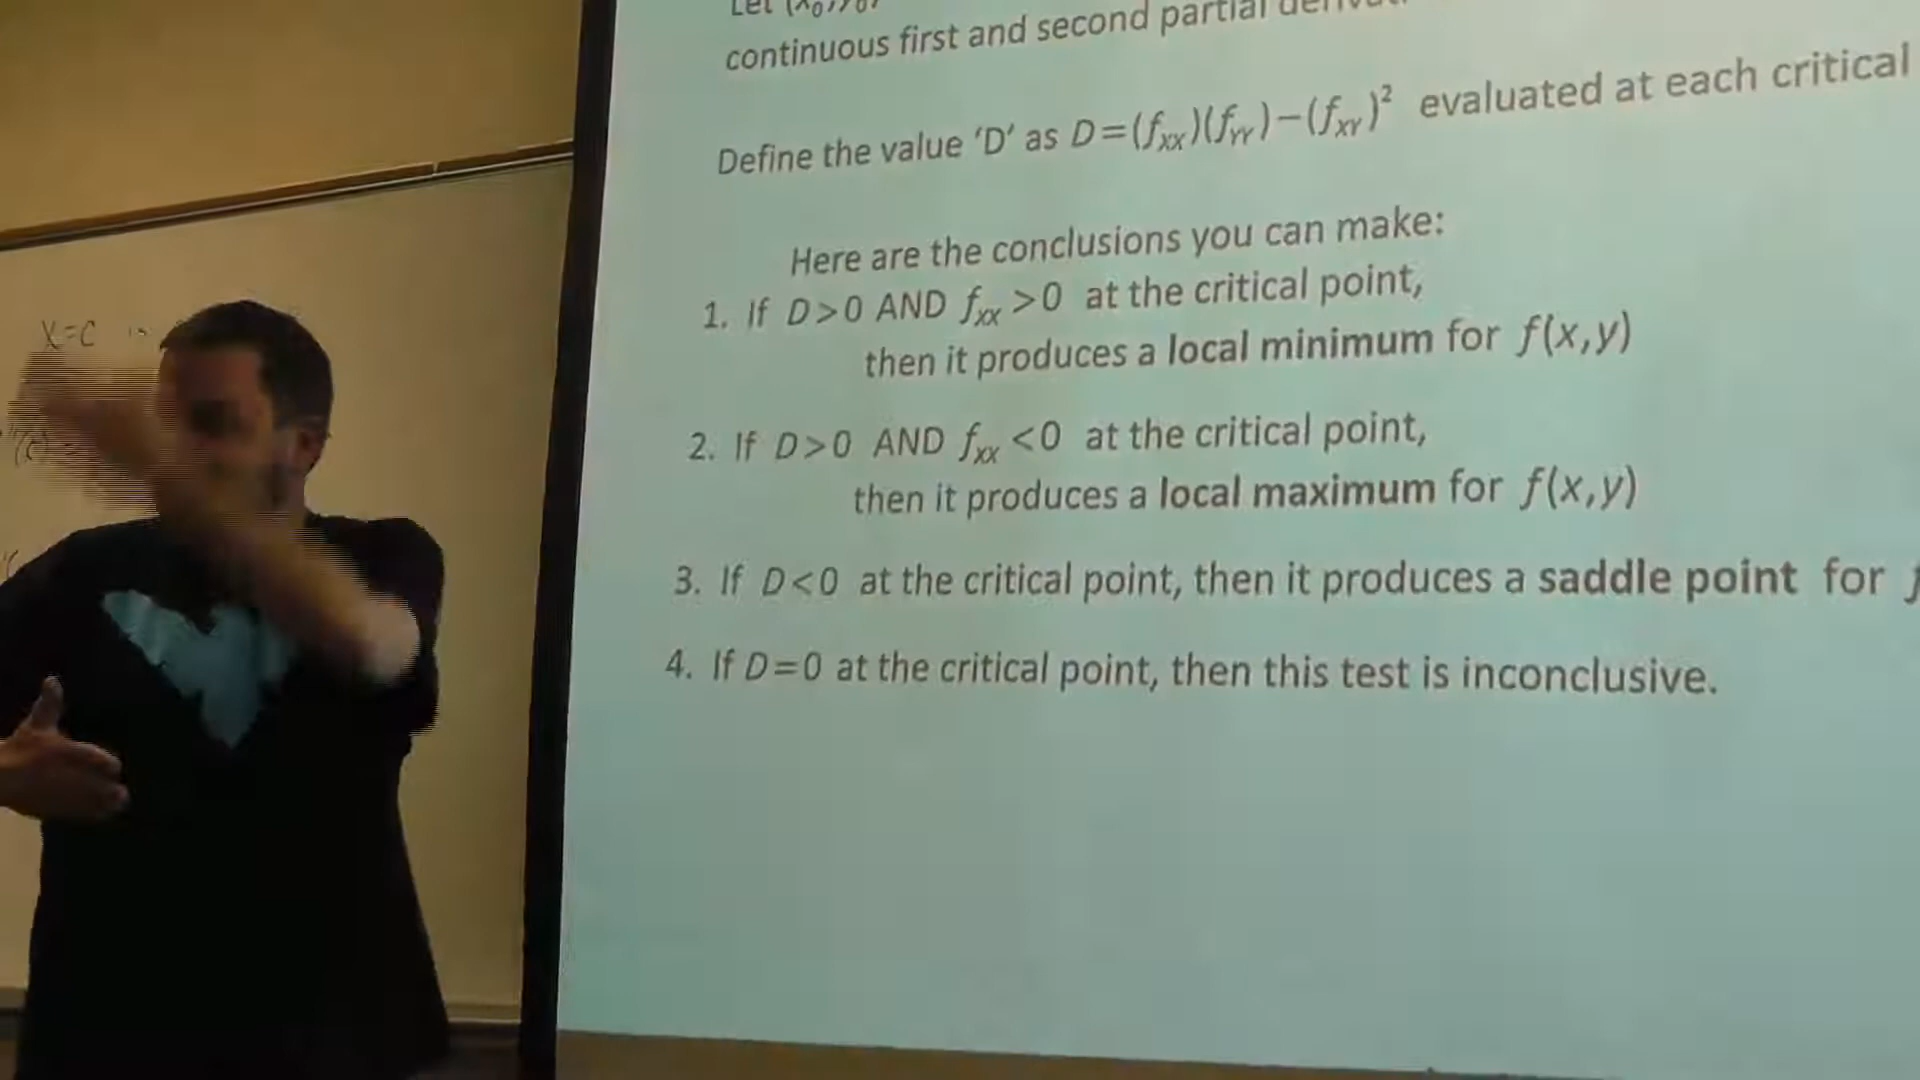 Let (x₀,y₀)
continuous first and second partial
Define the value ‘D’ as D=(fxx)(fyy)−(fxy)² evaluated at each critical
Here are the conclusions you can make:
1. If D>0 AND fxx >0 at the critical point,
then it produces a local minimum for f(x,y)
2. If D>0 AND fxx <0 at the critical point,
then it produces a local maximum for f(x,y)
3. If D<0 at the critical point, then it produces a saddle point for
4. If D=0 at the critical point, then this test is inconclusive.
x=c